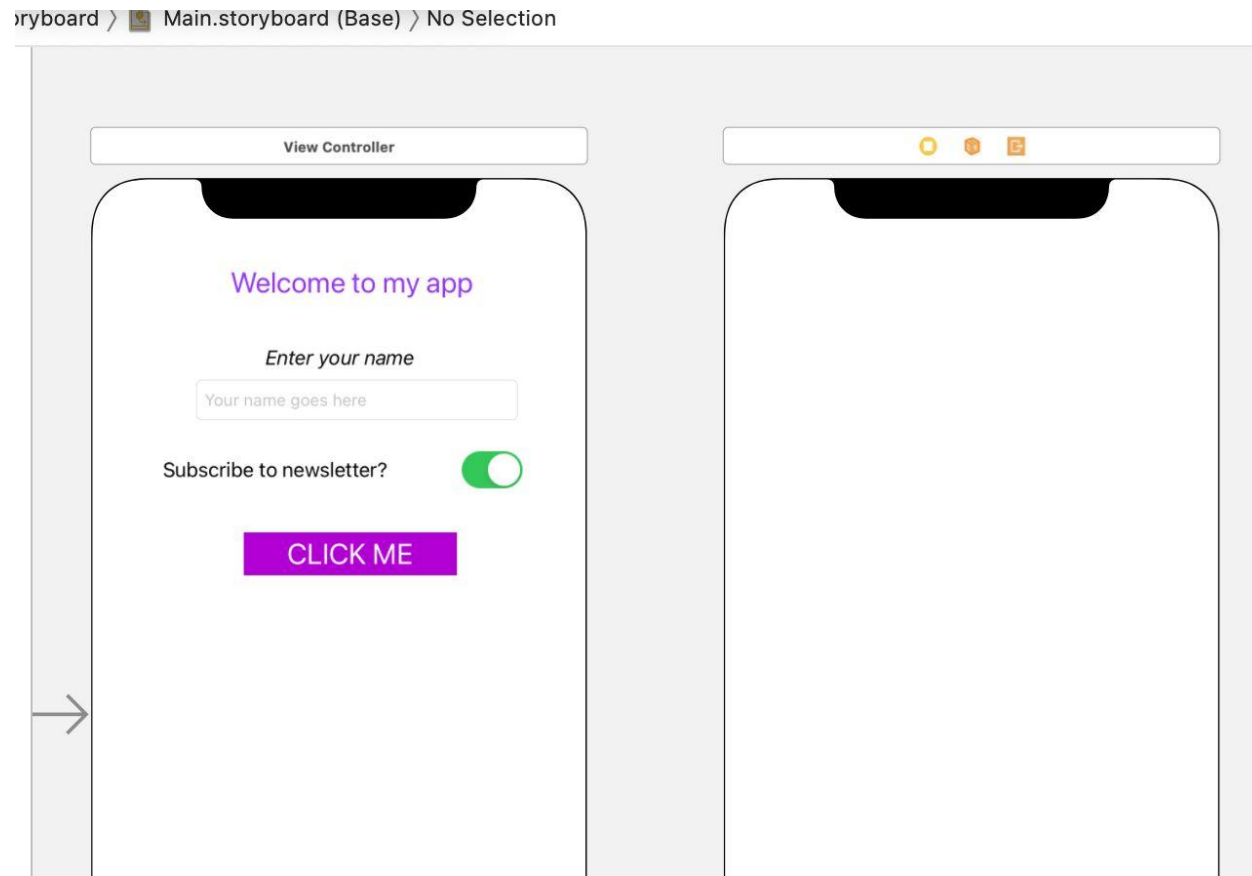 oryboard 〉 Main.storyboard (Base) 〉 No Selection
View Controller
Welcome to my app
Enter your name
Your name goes here
Subscribe to newsletter?
CLICK ME